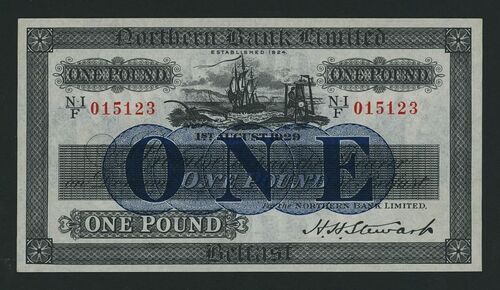 Northern Bank Limited
ESTABLISHED 1824.
ONE POUND ONE POUND
N-I/F 015123 N-I/F 015123
1ST AUGUST 1929
ONE
ONE POUND
For the NORTHERN BANK LIMITED,
ONE POUND
H. H. Stewart
Belfast